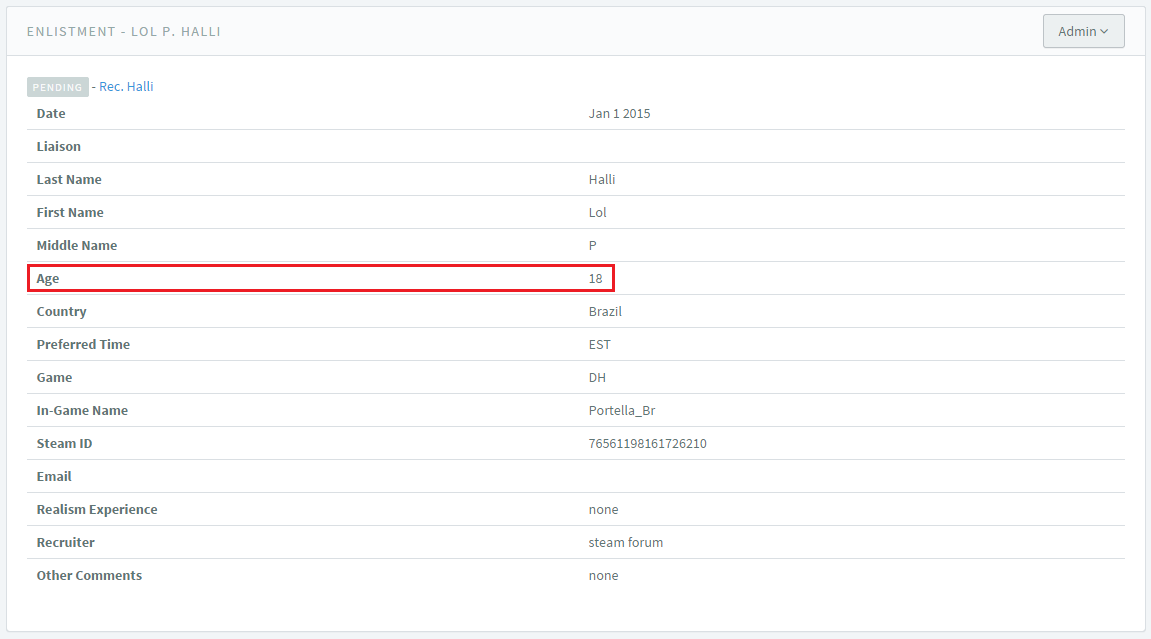 ENLISTMENT - LOL P. HALLI
Admin
PENDING - Rec. Halli
Date Jan 1 2015
Liaison
Last Name Halli
First Name Lol
Middle Name P
Age 18
Country Brazil
Preferred Time EST
Game DH
In-Game Name Portella_Br
Steam ID 76561198161726210
Email
Realism Experience none
Recruiter steam forum
Other Comments none